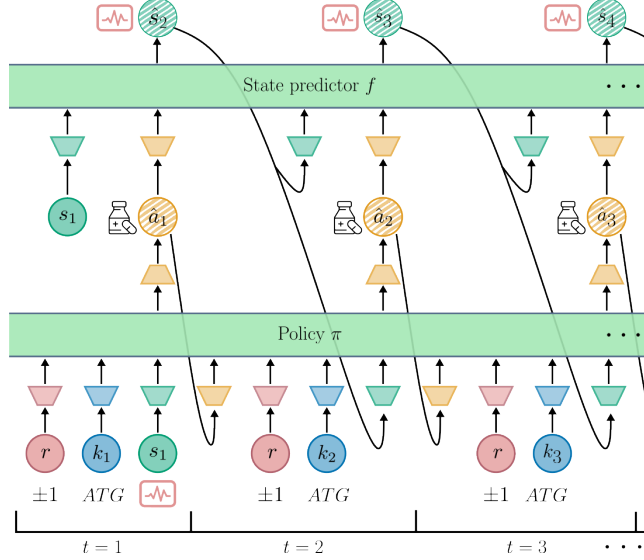 ŝ₂ ŝ₃ ŝ₄
State predictor f ...
s₁ â₁ â₂ â₃
Policy π ...
r k₁ s₁ r k₂ r k₃
±1 ATG ±1 ATG ±1 ATG
t = 1 t = 2 t = 3 ....